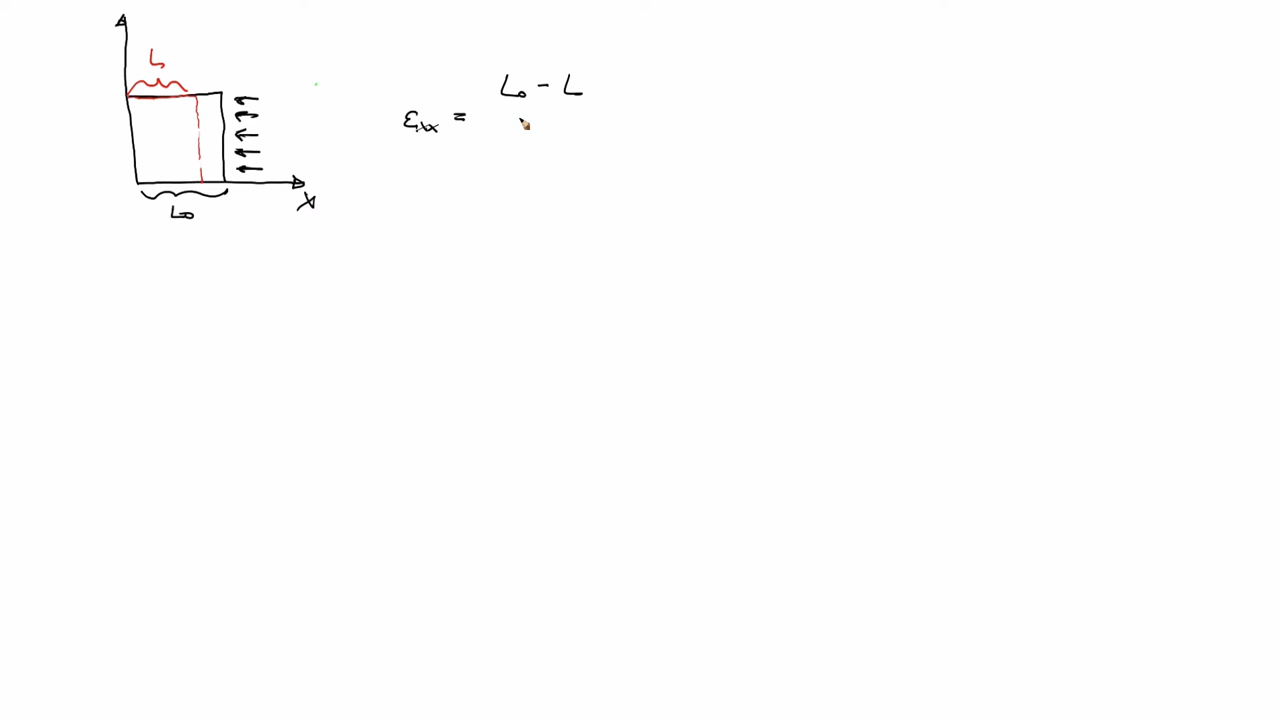 L
L₀ - L
εxx =
L₀
X